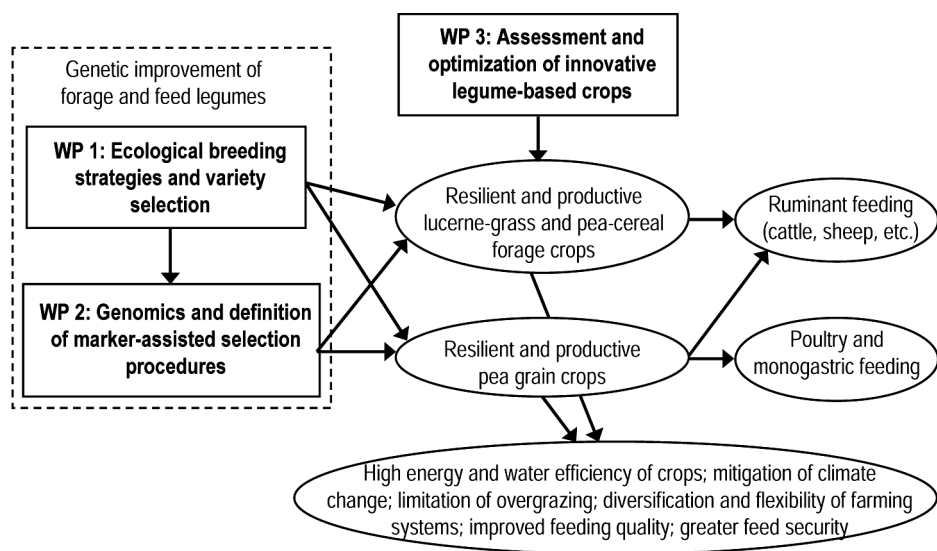 WP 3: Assessment and
optimization of innovative
legume-based crops
Genetic improvement of
forage and feed legumes
WP 1: Ecological breeding
strategies and variety
selection
Resilient and productive
lucerne-grass and pea-cereal
forage crops
Ruminant feeding
(cattle, sheep, etc.)
WP 2: Genomics and definition
of marker-assisted selection
procedures
Resilient and productive
pea grain crops
Poultry and
monogastric feeding
High energy and water efficiency of crops; mitigation of climate
change; limitation of overgrazing; diversification and flexibility of farming
systems; improved feeding quality; greater feed security